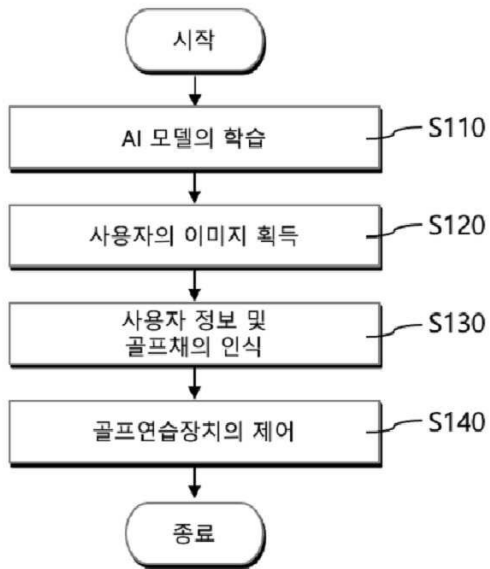 시작
AI 모델의 학습
S110
사용자의 이미지 획득
S120
사용자 정보 및
골프채의 인식
S130
골프연습장치의 제어
S140
종료